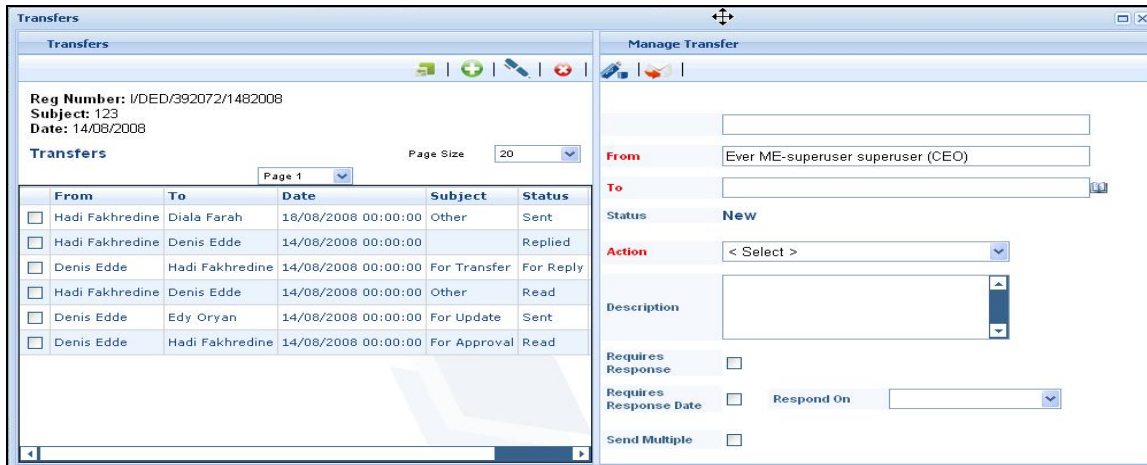 Transfers
Transfers
Reg Number: I/DED/392072/1482008
Subject: 123
Date: 14/08/2008
Transfers
Page Size 20
Page 1
From To Date Subject Status
Hadi Fakhredine Diala Farah 18/08/2008 00:00:00 Other Sent
Hadi Fakhredine Denis Edde 14/08/2008 00:00:00 Replied
Denis Edde Hadi Fakhredine 14/08/2008 00:00:00 For Transfer For Reply
Hadi Fakhredine Denis Edde 14/08/2008 00:00:00 Other Read
Denis Edde Edy Oryan 14/08/2008 00:00:00 For Update Sent
Denis Edde Hadi Fakhredine 14/08/2008 00:00:00 For Approval Read
Manage Transfer
From Ever ME-superuser superuser (CEO)
To
Status New
Action < Select >
Description
Requires
Response
Requires
Response Date Respond On
Send Multiple